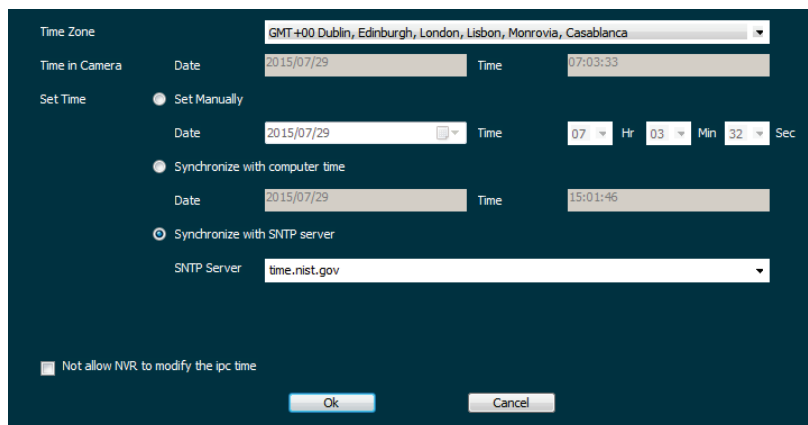 Time Zone GMT+00 Dublin, Edinburgh, London, Lisbon, Monrovia, Casablanca
Time in Camera Date 2015/07/29 Time 07:03:33
Set Time Set Manually
Date 2015/07/29 Time 07 Hr 03 Min 32 Sec
Synchronize with computer time
Date 2015/07/29 Time 15:01:46
Synchronize with SNTP server
SNTP Server time.nist.gov
Not allow NVR to modify the ipc time
Ok Cancel